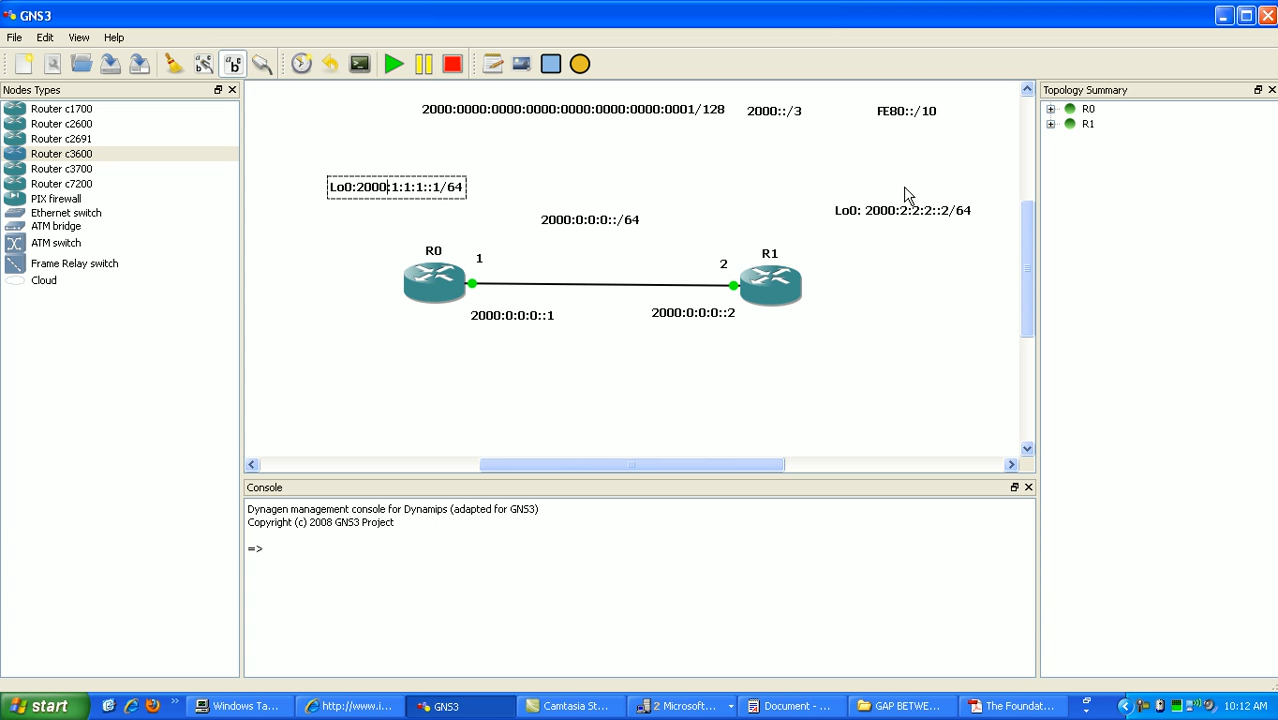 GNS3
File Edit View Help
Nodes Types
Router c1700
Router c2600
Router c2691
Router c3600
Router c3700
Router c7200
PIX firewall
Ethernet switch
ATM bridge
ATM switch
Frame Relay switch
Cloud
2000:0000:0000:0000:0000:0000:0000:0001/128 2000::/3 FE80::/10
Lo0:2000:1:1:1::1/64
Lo0: 2000:2:2:2::2/64
2000:0:0:0::/64
R0
R1
1
2
2000:0:0:0::1
2000:0:0:0::2
Topology Summary
R0
R1
Console
Dynagen management console for Dynamips (adapted for GNS3)
Copyright (c) 2008 GNS3 Project
=>
start
Windows Ta...
http://www.i...
GNS3
Camtasia St...
2 Microsoft...
Document - ...
GAP BETWE...
The Foundat...
10:12 AM